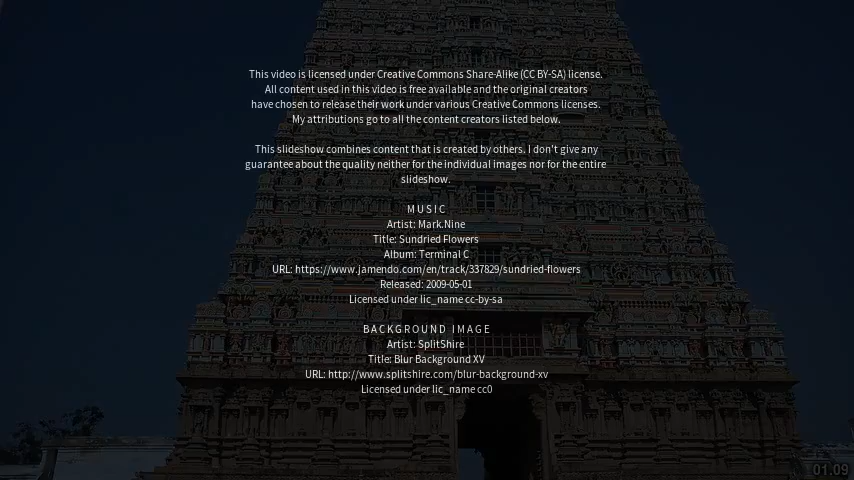 This video is licensed under Creative Commons Share-Alike (CC BY-SA) license.
All content used in this video is free available and the original creators
have chosen to release their work under various Creative Commons licenses.
My attributions go to all the content creators listed below.
This slideshow combines content that is created by others. I don't give any
guarantee about the quality neither for the individual images nor for the entire
slideshow.
MUSIC
Artist: Mark.Nine
Title: Sundried Flowers
Album: Terminal C
URL: https://www.jamendo.com/en/track/337829/sundried-flowers
Released: 2009-05-01
Licensed under lic_name cc-by-sa
BACKGROUND IMAGE
Artist: SplitShire
Title: Blur Background XV
URL: http://www.splitshire.com/blur-background-xv
Licensed under lic_name cc0
01.09